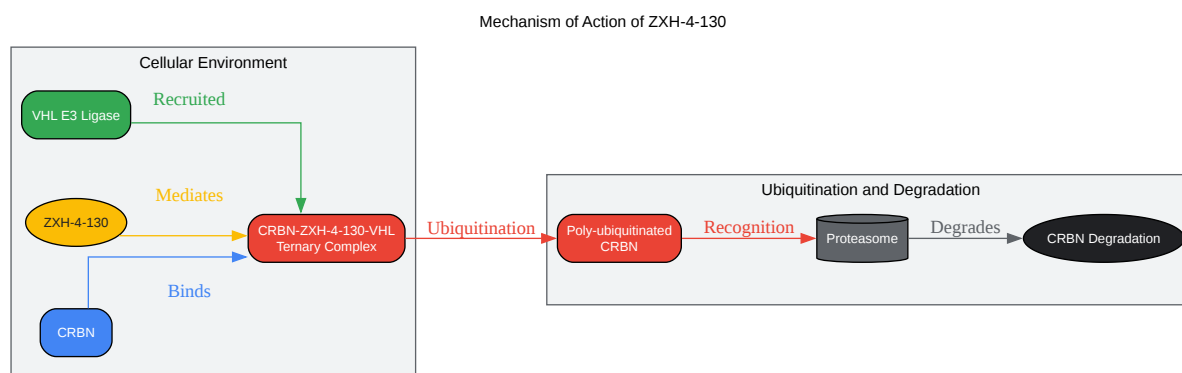 Mechanism of Action of ZXH-4-130
Cellular Environment
Recruited
VHL E3 Ligase
Mediates
ZXH-4-130
CRBN-ZXH-4-130-VHL
Ternary Complex
Binds
CRBN
Ubiquitination
Ubiquitination and Degradation
Poly-ubiquitinated
CRBN
Recognition
Proteasome
Degrades
CRBN Degradation